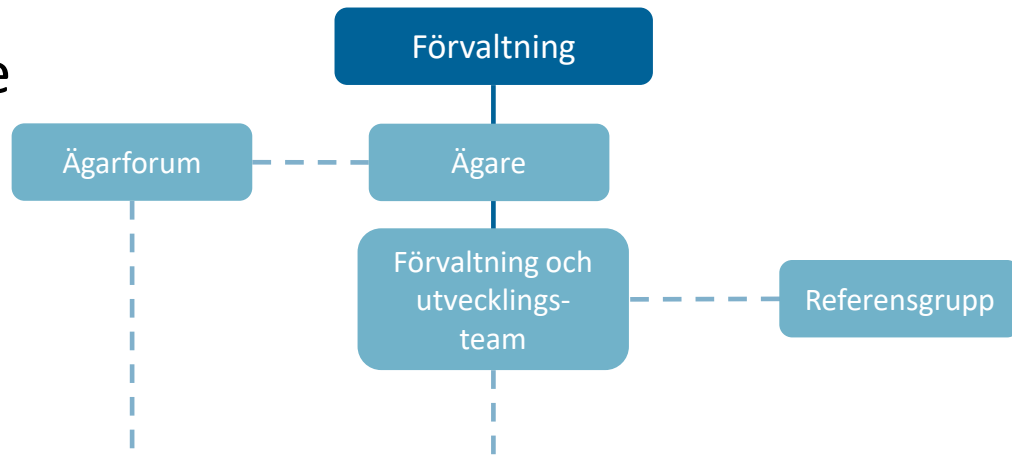 Förvaltning
e
Ägarforum
Ägare
Förvaltning och
utvecklings-
team
Referensgrupp